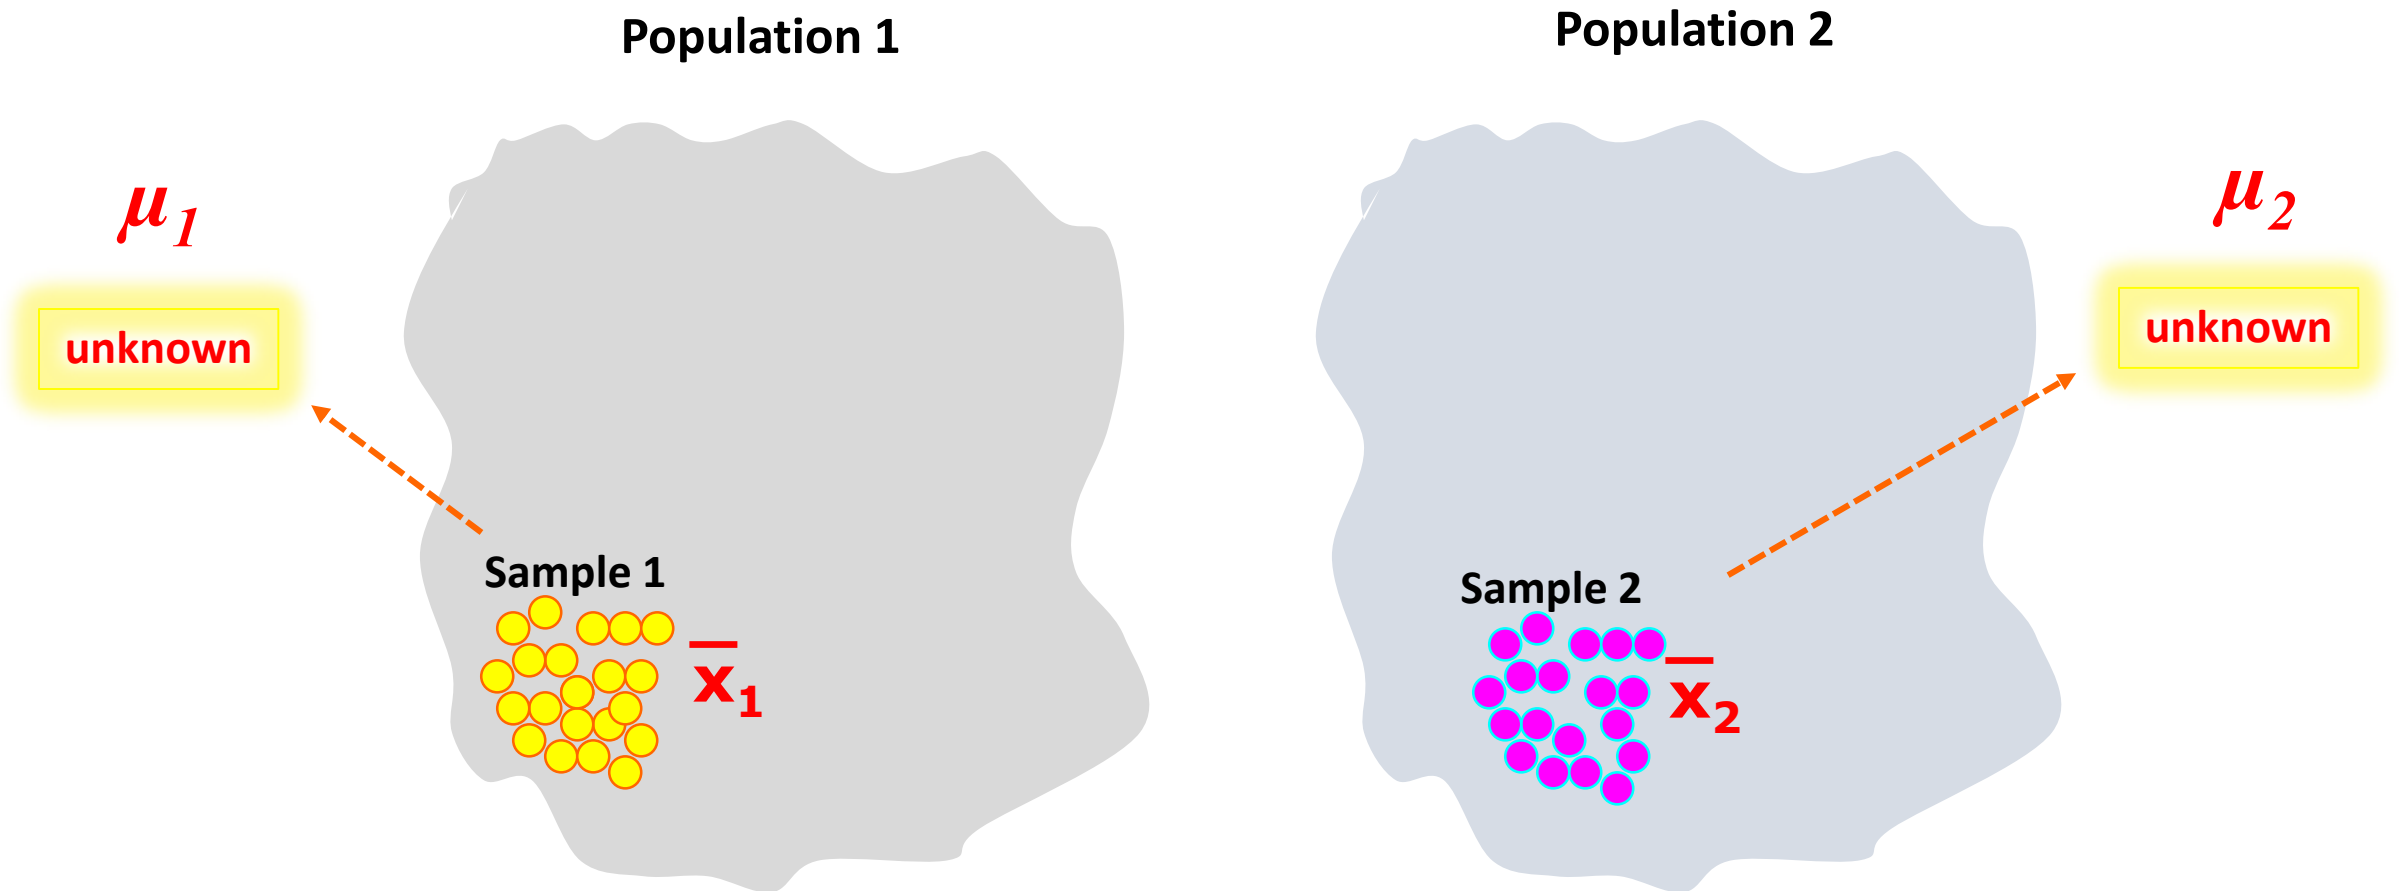 Population 1
Population 2
μ1
μ2
unknown
unknown
Sample 1
Sample 2
x̄1
x̄2